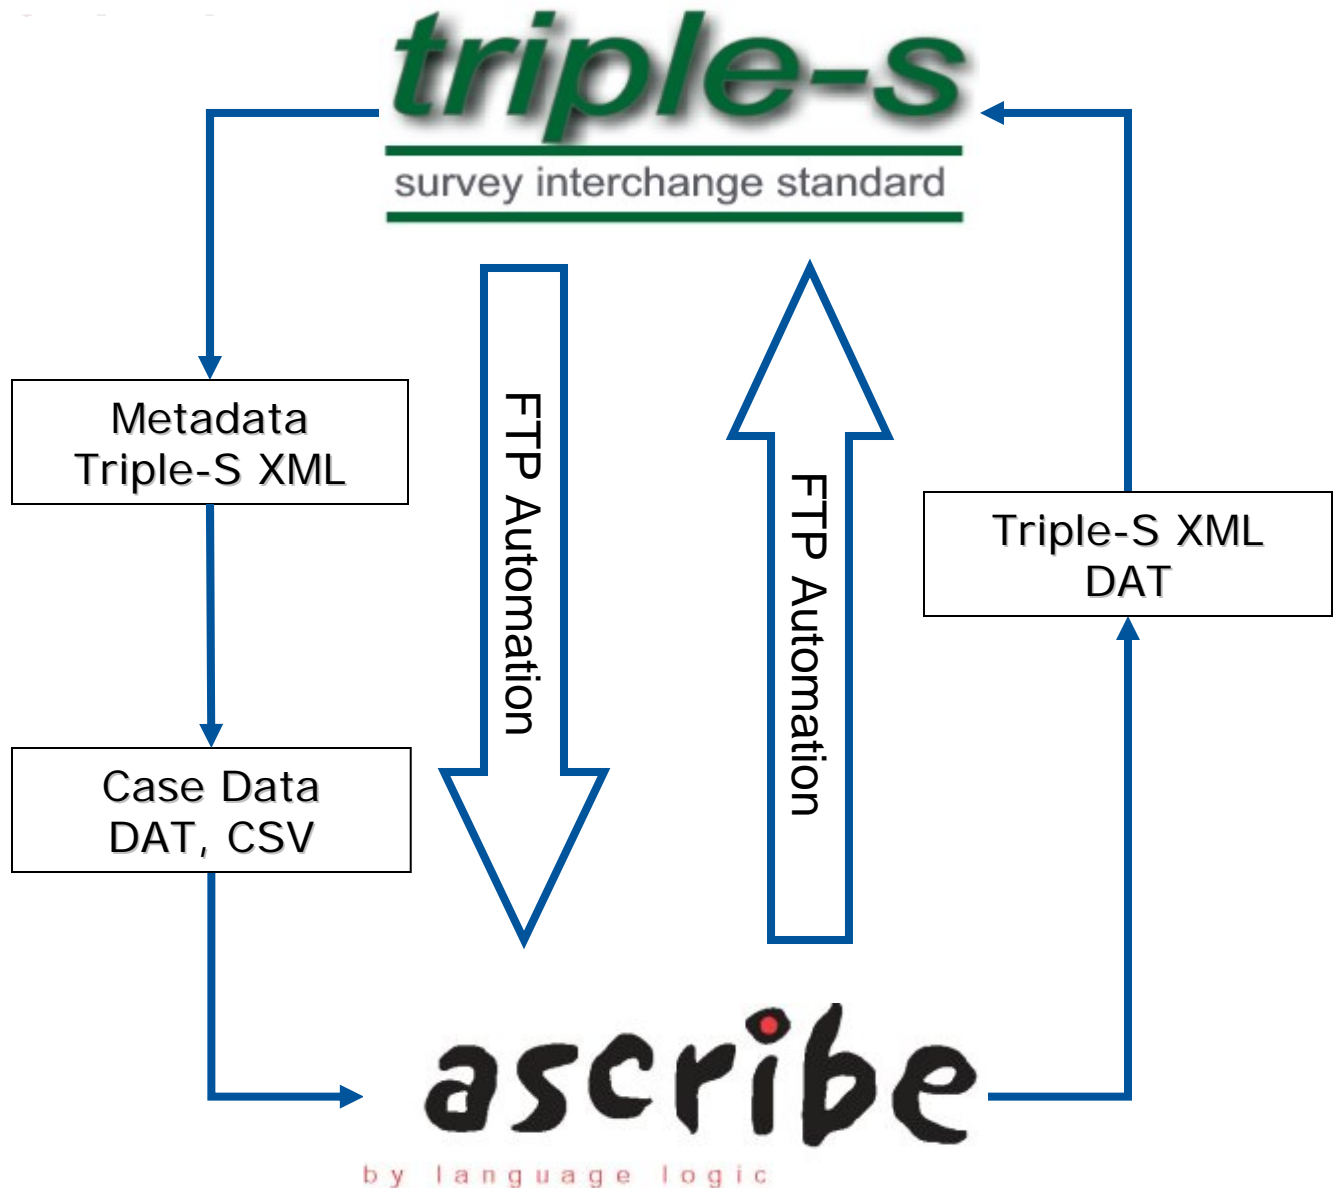 triple-s
survey interchange standard
Metadata
Triple-S XML
Case Data
DAT, CSV
FTP Automation
FTP Automation
Triple-S XML
DAT
ascribe
by language logic